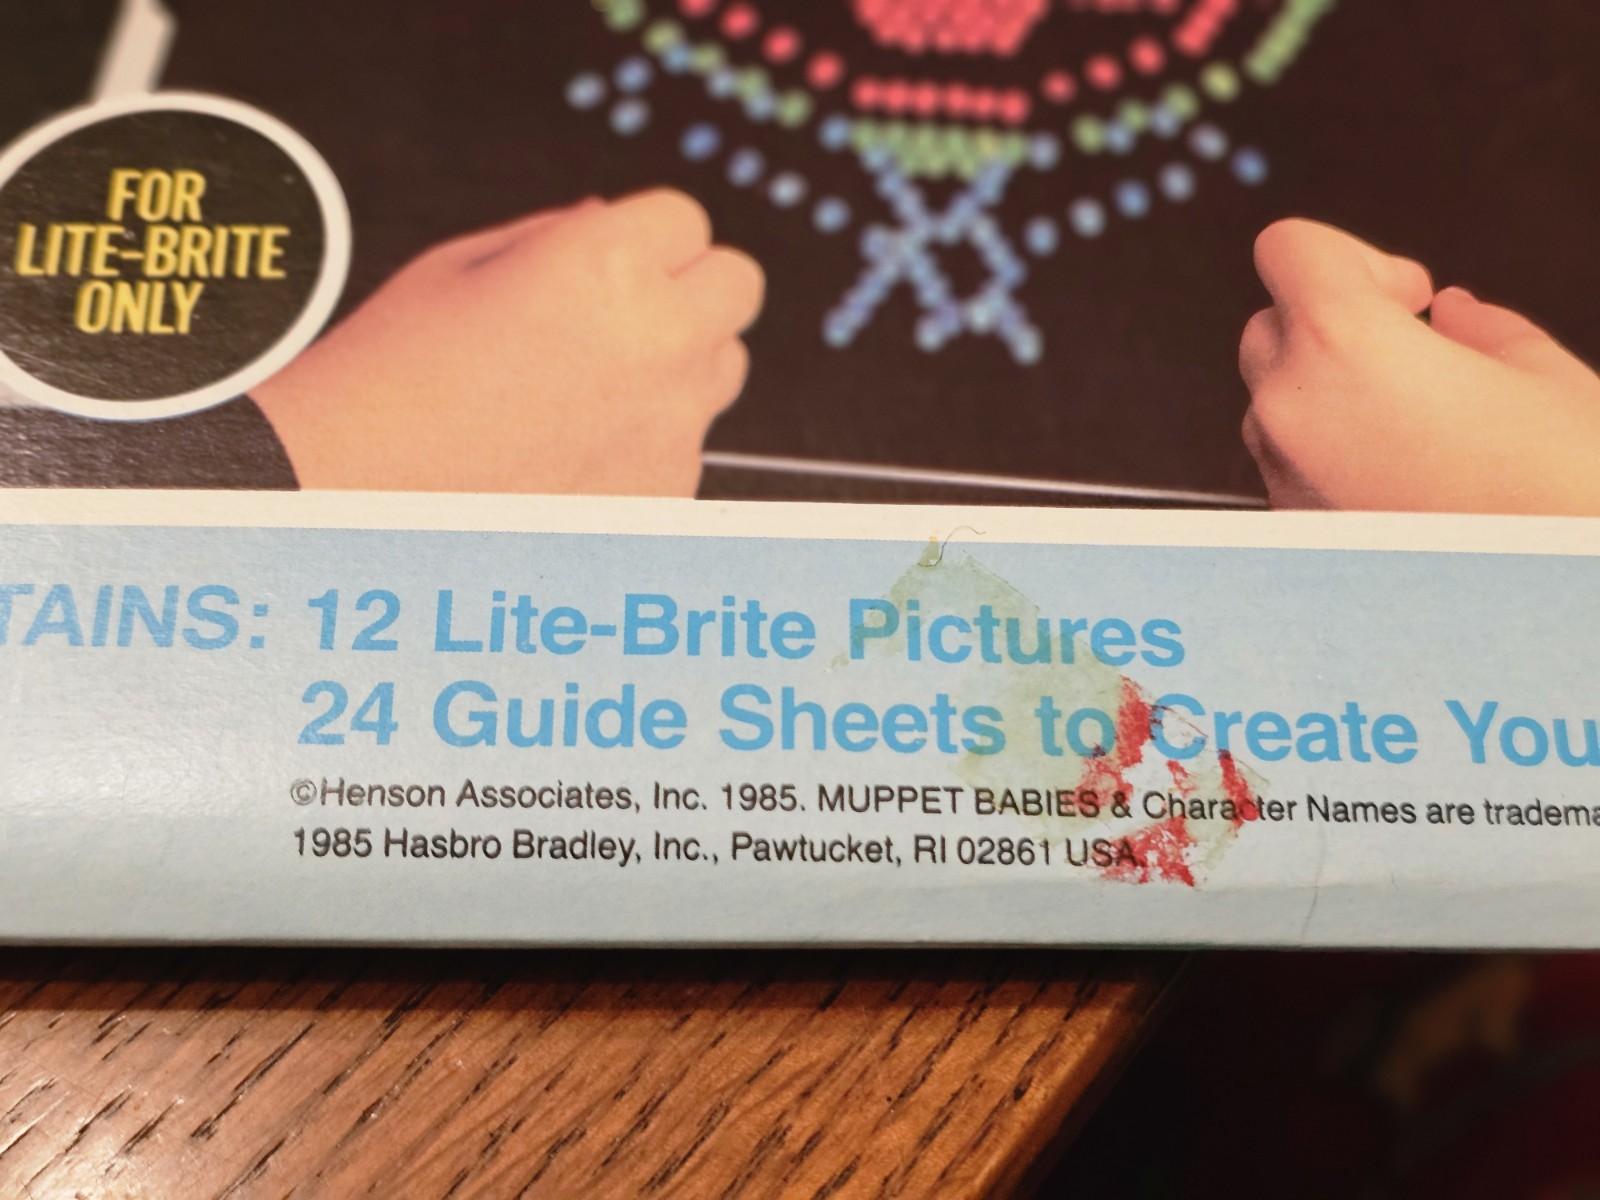 FOR
LITE-BRITE
ONLY
TAINS: 12 Lite-Brite Pictures
24 Guide Sheets to Create You
©Henson Associates, Inc. 1985. MUPPET BABIES & Character Names are tradema
1985 Hasbro Bradley, Inc., Pawtucket, RI 02861 USA.